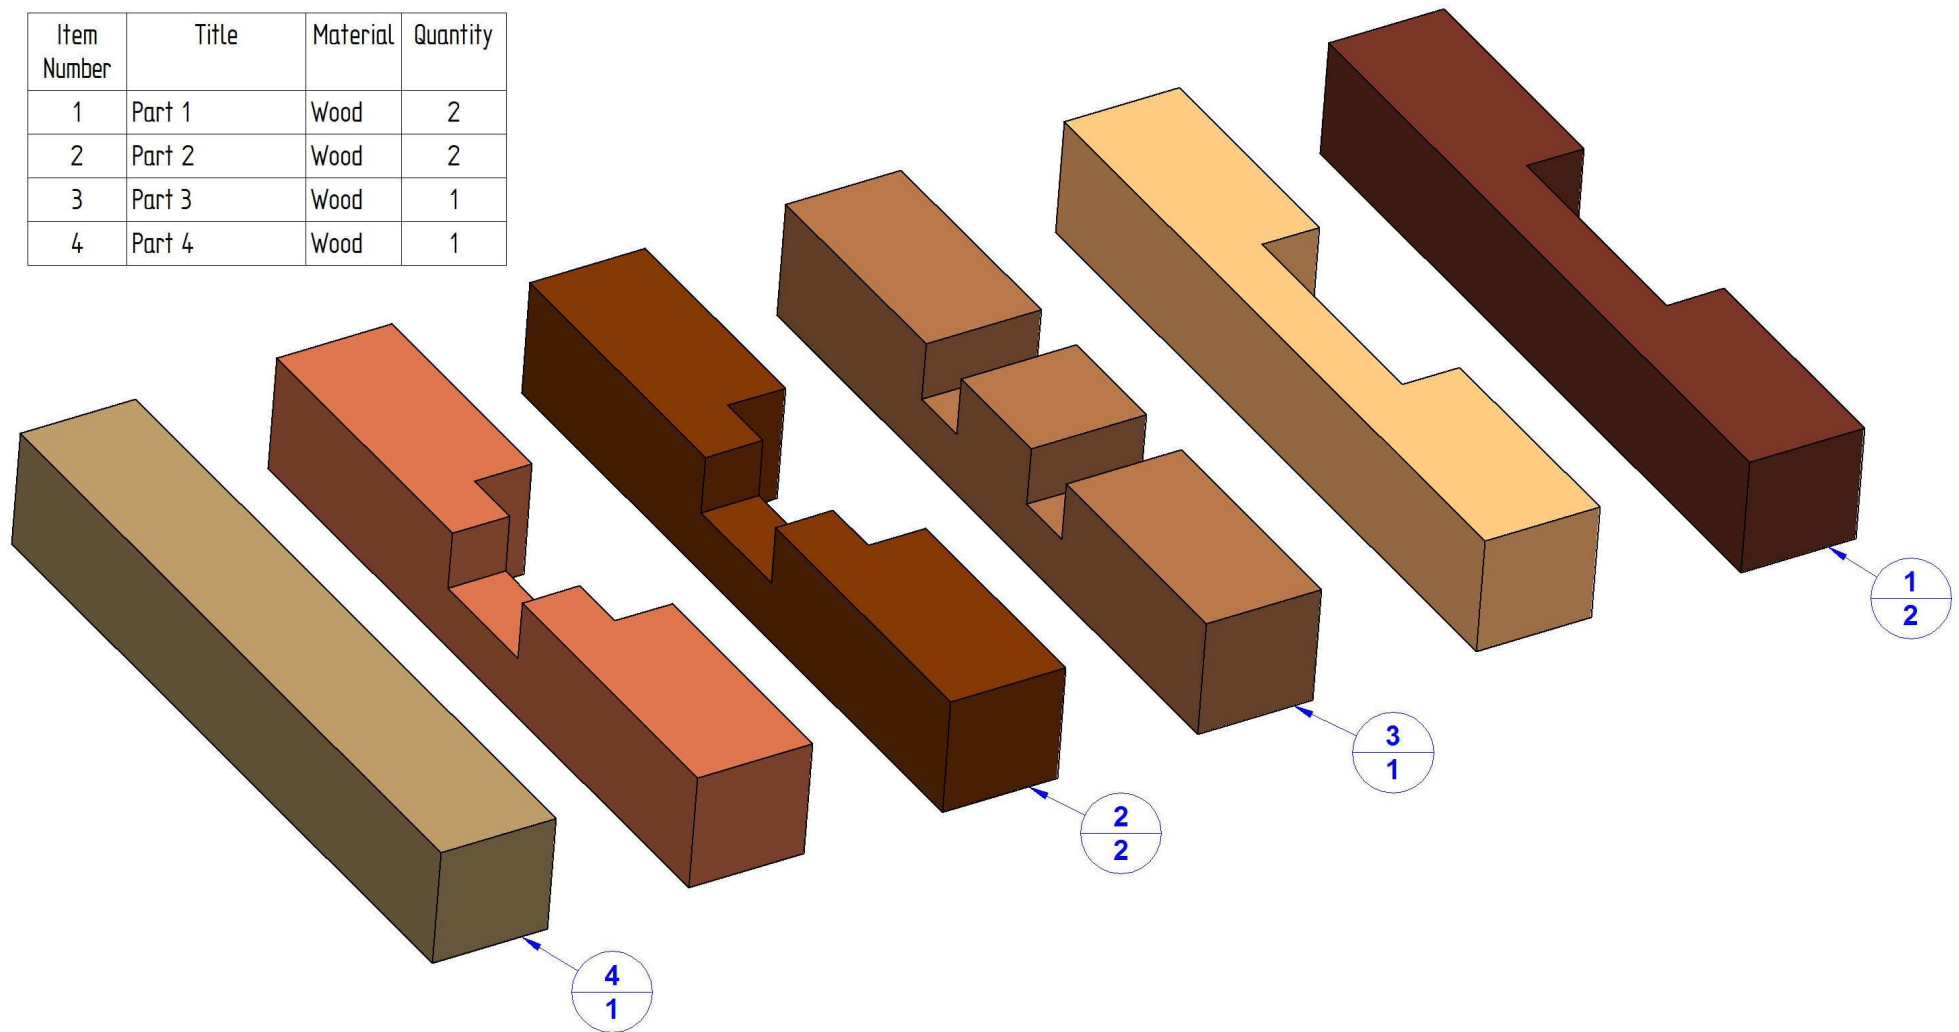 Item Number Title Material Quantity
1 Part 1 Wood 2
2 Part 2 Wood 2
3 Part 3 Wood 1
4 Part 4 Wood 1
1
2
3
1
2
2
4
1